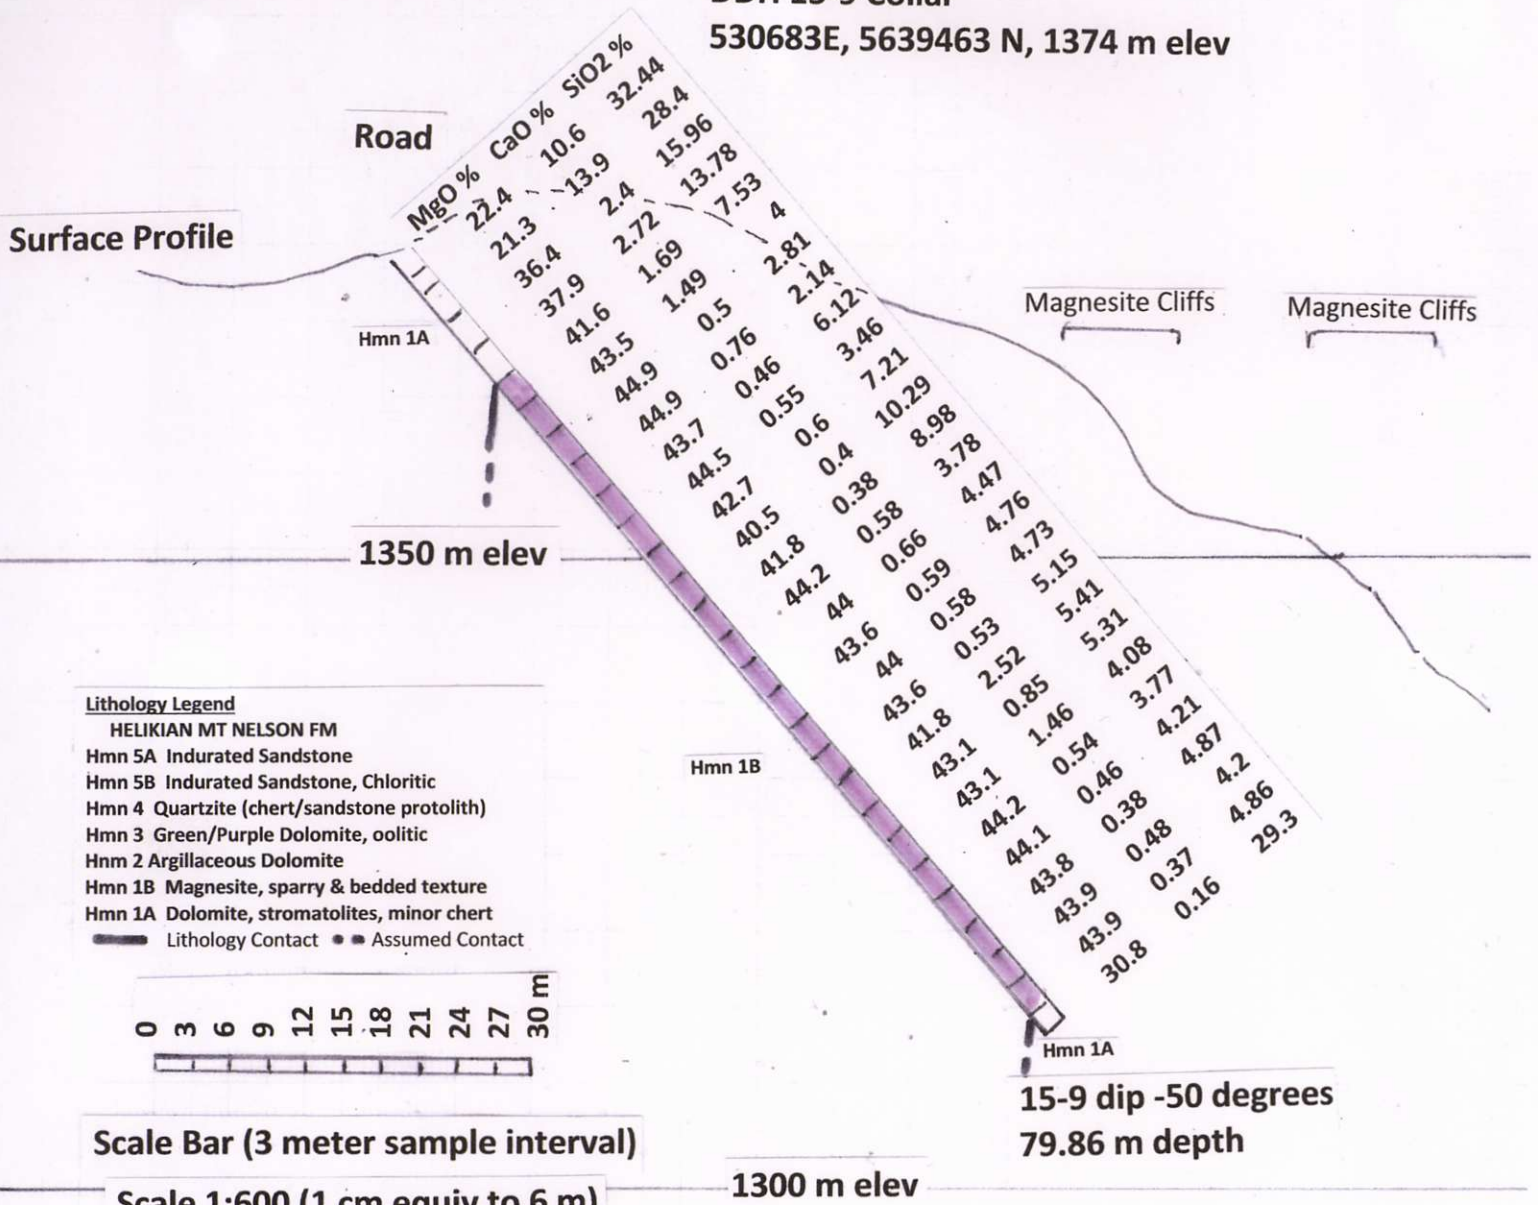 DDH 15-9 Collar
530683E, 5639463 N, 1374 m elev
Road
Surface Profile
MgO % CaO % SiO2 %
22.4 10.6 32.44
21.3 13.9 28.4
36.4 2.4 15.96
37.9 2.72 13.78
41.6 1.69 7.53
43.5 1.49 4
44.9 0.5 2.81
44.9 0.76 2.14
43.7 0.46 6.12
44.5 0.55 3.46
42.7 0.6 7.21
40.5 0.4 10.29
41.8 0.38 8.98
44.2 0.58 3.78
44 0.66 4.47
43.6 0.59 4.76
44 0.58 4.73
43.6 0.53 5.15
41.8 2.52 5.41
43.1 0.85 5.31
43.1 1.46 4.08
44.2 0.54 3.77
44.1 0.46 4.21
43.8 0.38 4.87
43.9 0.48 4.2
43.9 0.37 4.86
30.8 0.16 29.3
Magnesite Cliffs
Magnesite Cliffs
Hmn 1A
1350 m elev
Hmn 1B
Lithology Legend
HELIKIAN MT NELSON FM
Hmn 5A Indurated Sandstone
Hmn 5B Indurated Sandstone, Chloritic
Hmn 4 Quartzite (chert/sandstone protolith)
Hmn 3 Green/Purple Dolomite, oolitic
Hnm 2 Argillaceous Dolomite
Hmn 1B Magnesite, sparry & bedded texture
Hmn 1A Dolomite, stromatolites, minor chert
Lithology Contact Assumed Contact
0 3 6 9 12 15 18 21 24 27 30 m
Scale Bar (3 meter sample interval)
Scale 1:600 (1 cm equiv to 6 m)
Hmn 1A
15-9 dip -50 degrees
79.86 m depth
1300 m elev